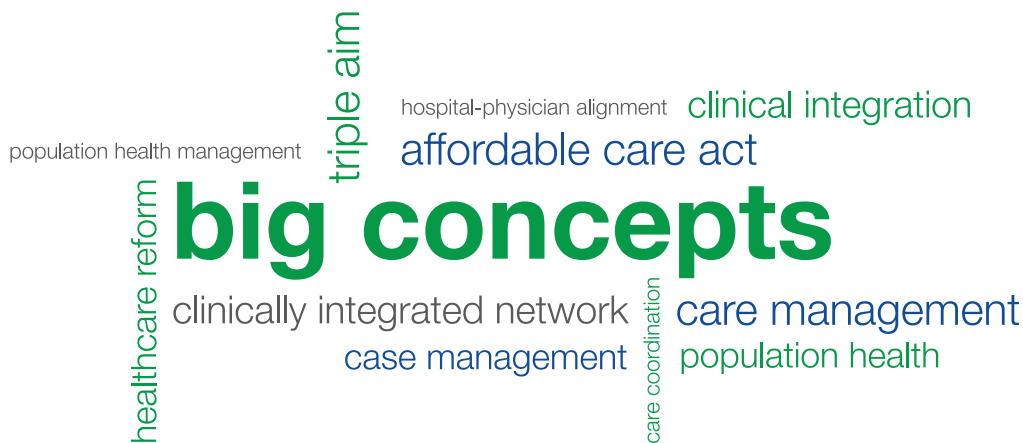 triple aim
hospital-physician alignment
clinical integration
population health management
affordable care act
healthcare reform
big concepts
clinically integrated network
care coordination
care management
case management
population health